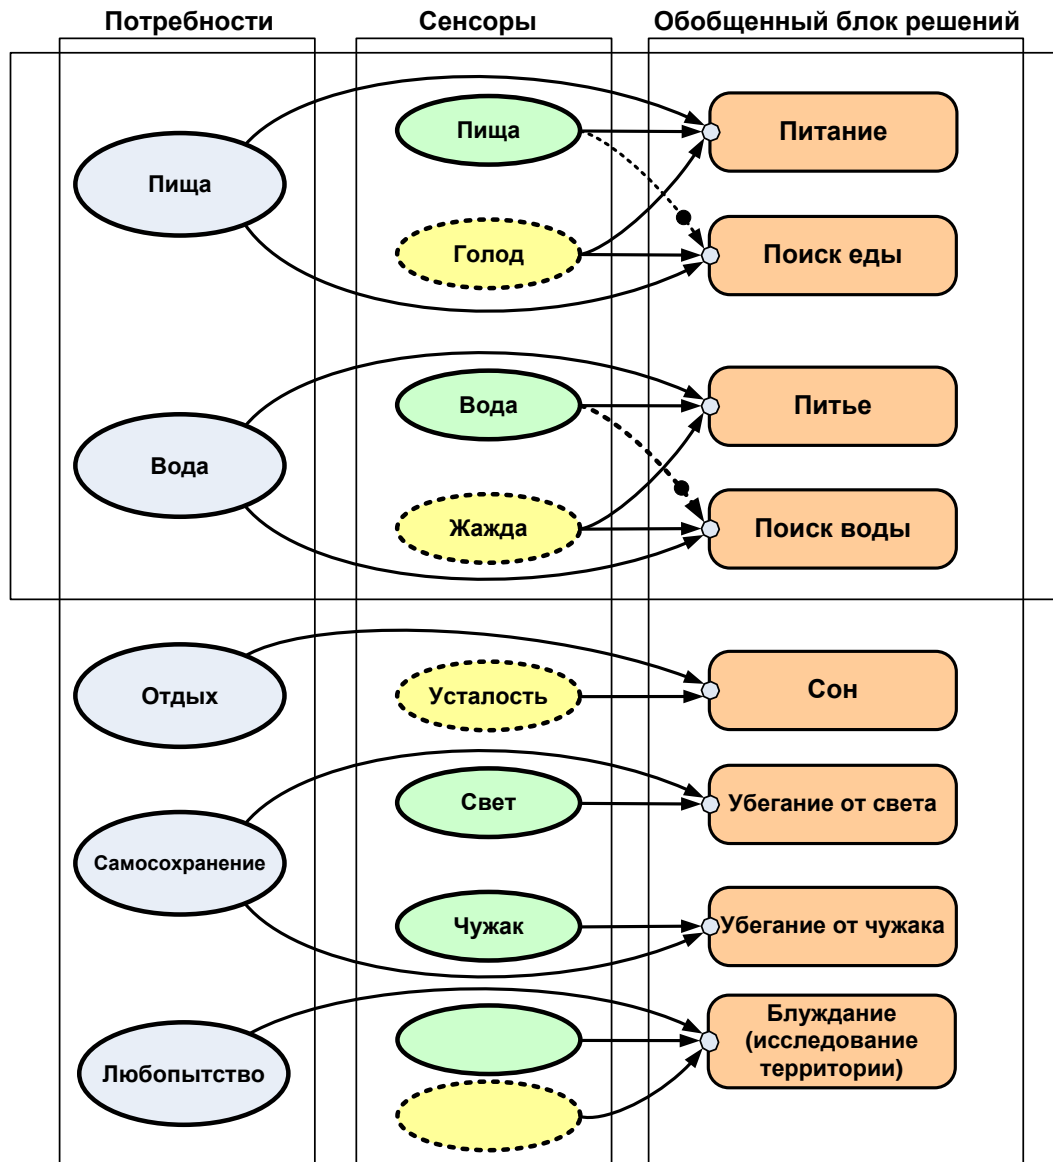 Потребности
Сенсоры
Обобщенный блок решений
Пища
Пища
Голод
Питание
Поиск еды
Вода
Вода
Жажда
Питье
Поиск воды
Отдых
Усталость
Сон
Самосохранение
Свет
Чужак
Убегание от света
Убегание от чужака
Любопытство
Блуждание
(исследование
территории)